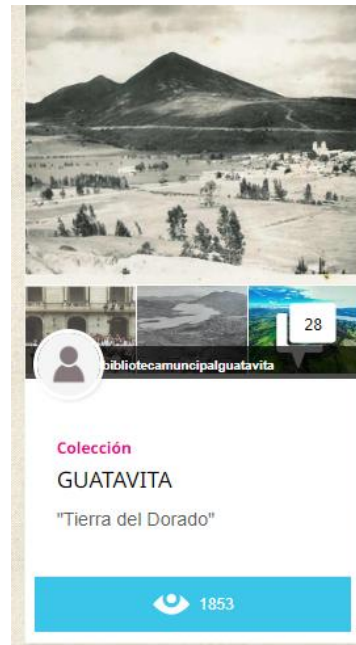 28
bibliotecamuncipalguatavita
Colección
GUATAVITA
"Tierra del Dorado"
1853